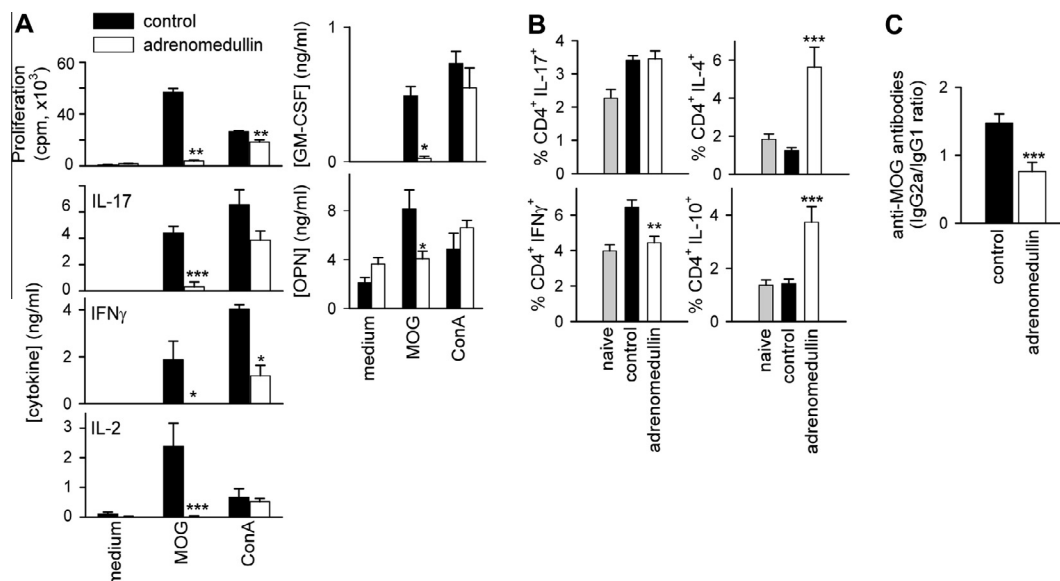 A
control
adrenomedullin
Proliferation
(cpm, x10³)
60
20
0
IL-17
6
4
2
0
IFNγ
4
2
0
IL-2
3
2
1
0
[cytokine] (ng/ml)
**
**
***
*
*
***
medium
MOG
ConA
[GM-CSF] (ng/ml)
1
0
*
[OPN] (ng/ml)
9
6
3
0
*
medium
MOG
ConA
B
% CD4⁺ IL-17⁺
4
3
2
1
0
% CD4⁺ IL-4⁺
6
4
2
0
***
% CD4⁺ IFNγ⁺
6
4
2
0
**
% CD4⁺ IL-10⁺
4
2
0
***
naive
control
adrenomedullin
naive
control
adrenomedullin
C
anti-MOG antibodies
(IgG2a/IgG1 ratio)
2
1
0
***
control
adrenomedullin